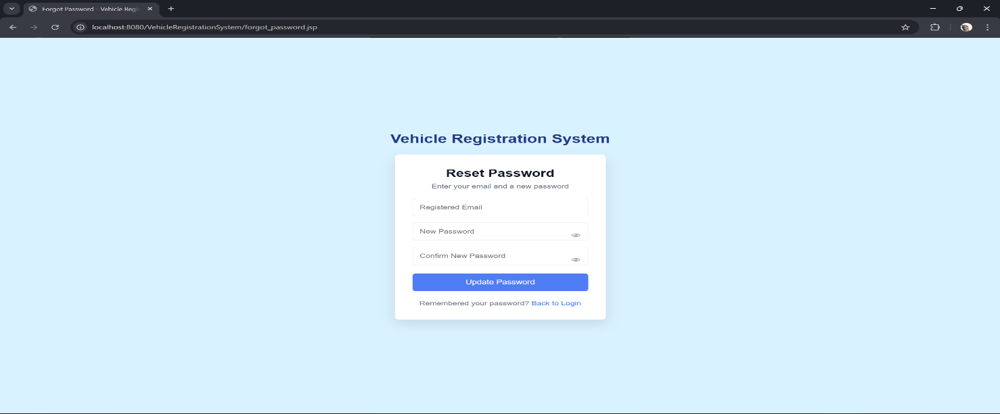 Forgot Password - Vehicle Regis
localhost:8080/VehicleRegistrationSystem/forgot_password.jsp
Vehicle Registration System
Reset Password
Enter your email and a new password
Registered Email
New Password
Confirm New Password
Update Password
Remembered your password? Back to Login